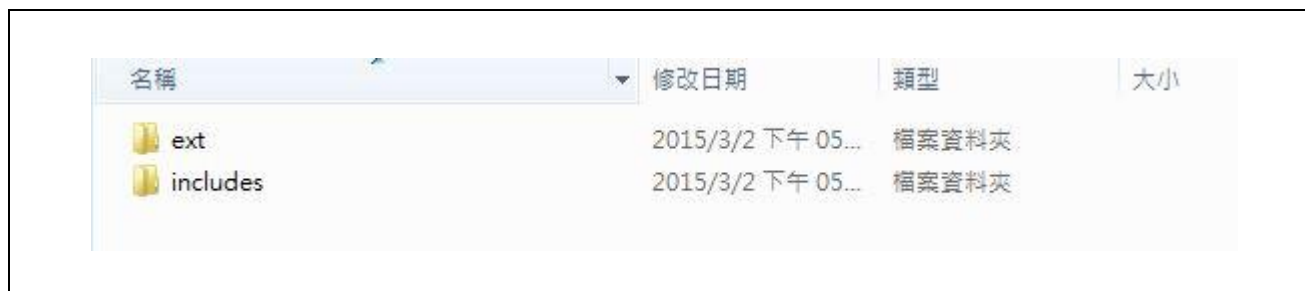 名稱 修改日期 類型 大小
ext 2015/3/2 下午 05... 檔案資料夾
includes 2015/3/2 下午 05... 檔案資料夾